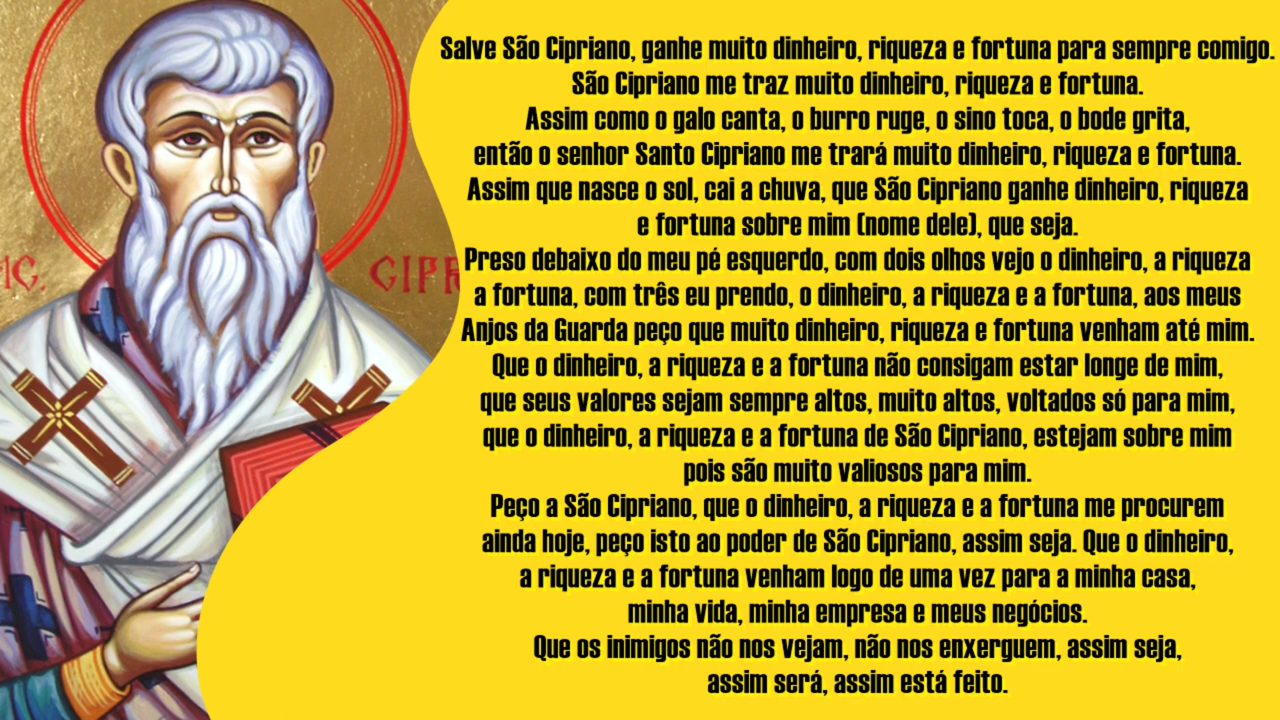 IC.
CIPR
Salve São Cipriano, ganhe muito dinheiro, riqueza e fortuna para sempre comigo.
São Cipriano me traz muito dinheiro, riqueza e fortuna.
Assim como o galo canta, o burro ruge, o sino toca, o bode grita,
então o senhor Santo Cipriano me trará muito dinheiro, riqueza e fortuna.
Assim que nasce o sol, cai a chuva, que São Cipriano ganhe dinheiro, riqueza
e fortuna sobre mim (nome dele), que seja.
Preso debaixo do meu pé esquerdo, com dois olhos vejo o dinheiro, a riqueza
a fortuna, com três eu prendo, o dinheiro, a riqueza e a fortuna, aos meus
Anjos da Guarda peço que muito dinheiro, riqueza e fortuna venham até mim.
Que o dinheiro, a riqueza e a fortuna não consigam estar longe de mim,
que seus valores sejam sempre altos, muito altos, voltados só para mim,
que o dinheiro, a riqueza e a fortuna de São Cipriano, estejam sobre mim
pois são muito valiosos para mim.
Peço a São Cipriano, que o dinheiro, a riqueza e a fortuna me procurem
ainda hoje, peço isto ao poder de São Cipriano, assim seja. Que o dinheiro,
a riqueza e a fortuna venham logo de uma vez para a minha casa,
minha vida, minha empresa e meus negócios.
Que os inimigos não nos vejam, não nos enxerguem, assim seja,
assim será, assim está feito.